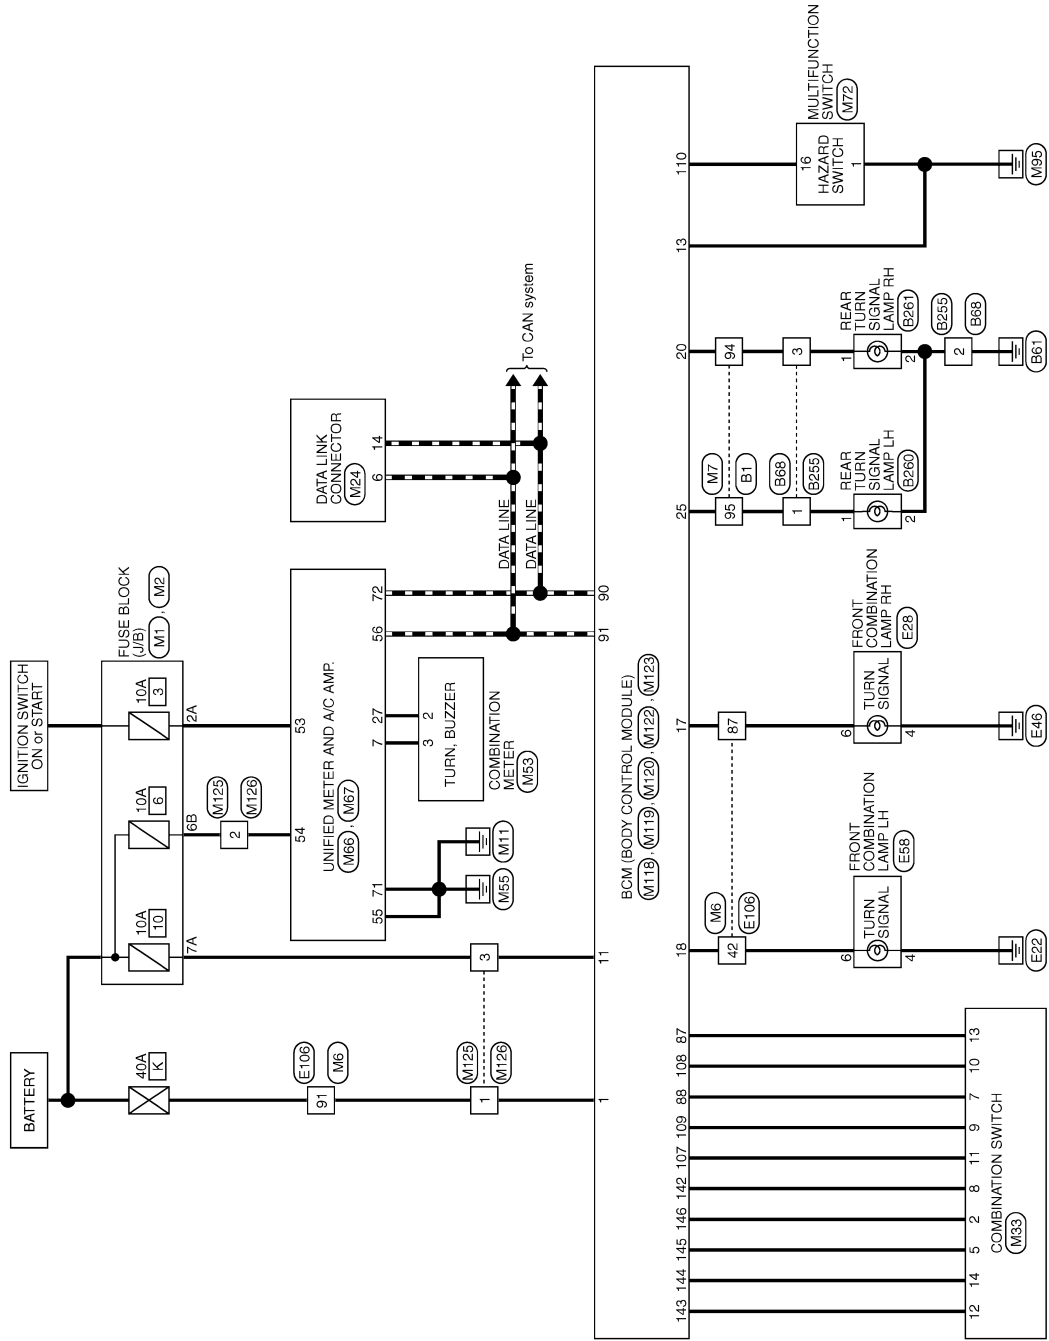 BATTERY
IGNITION SWITCH
ON or START
40A
K
10A
10
10A
6
10A
3
FUSE BLOCK
(J/B)
M1
,
M2
7A
6B
2A
M125
2
M126
E106
91
M6
M125
1
3
M126
54
53
UNIFIED METER AND A/C AMP.
M66
,
M67
55
71
7
27
56
72
M55
M11
3
2
TURN, BUZZER
COMBINATION
METER
M53
DATA LINK
CONNECTOR
M24
6
14
DATA LINE
DATA LINE
To CAN system
1
11
91
90
BCM (BODY CONTROL MODULE)
M118
,
M119
,
M120
,
M122
,
M123
143
144
145
146
142
107
109
88
108
87
18
17
25
20
13
110
12
14
5
2
8
11
9
7
10
13
COMBINATION SWITCH
M33
M6
42
87
E106
FRONT
COMBINATION
LAMP LH
E58
6
TURN
SIGNAL
4
E22
FRONT
COMBINATION
LAMP RH
E28
6
TURN
SIGNAL
4
E46
M7
95
94
B1
B68
1
3
B255
REAR
TURN
SIGNAL
LAMP LH
B260
1
2
REAR
TURN
SIGNAL
LAMP RH
B261
1
2
B255
2
B68
B61
MULTIFUNCTION
SWITCH
M72
16
HAZARD
SWITCH
1
M95